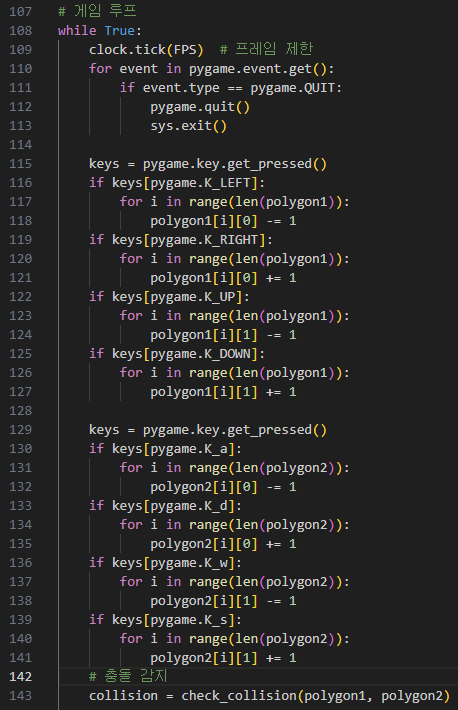 107 # 게임 루프
108 while True:
109     clock.tick(FPS)  # 프레임 제한
110     for event in pygame.event.get():
111         if event.type == pygame.QUIT:
112             pygame.quit()
113             sys.exit()
114
115     keys = pygame.key.get_pressed()
116     if keys[pygame.K_LEFT]:
117         for i in range(len(polygon1)):
118             polygon1[i][0] -= 1
119     if keys[pygame.K_RIGHT]:
120         for i in range(len(polygon1)):
121             polygon1[i][0] += 1
122     if keys[pygame.K_UP]:
123         for i in range(len(polygon1)):
124             polygon1[i][1] -= 1
125     if keys[pygame.K_DOWN]:
126         for i in range(len(polygon1)):
127             polygon1[i][1] += 1
128
129     keys = pygame.key.get_pressed()
130     if keys[pygame.K_a]:
131         for i in range(len(polygon2)):
132             polygon2[i][0] -= 1
133     if keys[pygame.K_d]:
134         for i in range(len(polygon2)):
135             polygon2[i][0] += 1
136     if keys[pygame.K_w]:
137         for i in range(len(polygon2)):
138             polygon2[i][1] -= 1
139     if keys[pygame.K_s]:
140         for i in range(len(polygon2)):
141             polygon2[i][1] += 1
142     # 충돌 감지
143     collision = check_collision(polygon1, polygon2)